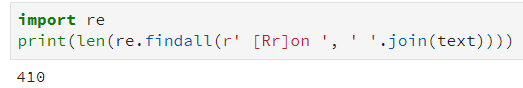 import re
print(len(re.findall(r' [Rr]on ', ' '.join(text))))
410